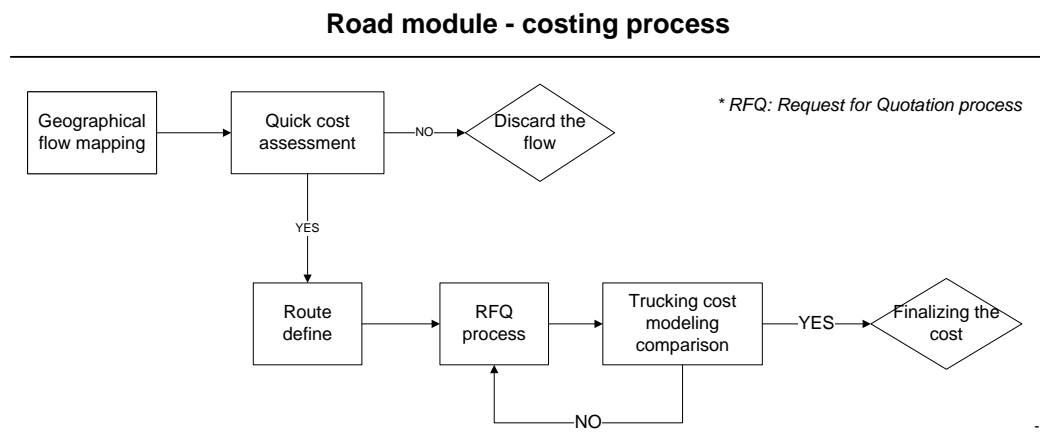 Road module - costing process
* RFQ: Request for Quotation process
Geographical
flow mapping
Quick cost
assessment
NO
Discard the
flow
YES
Route
define
RFQ
process
Trucking cost
modeling
comparison
YES
Finalizing the
cost
NO
-